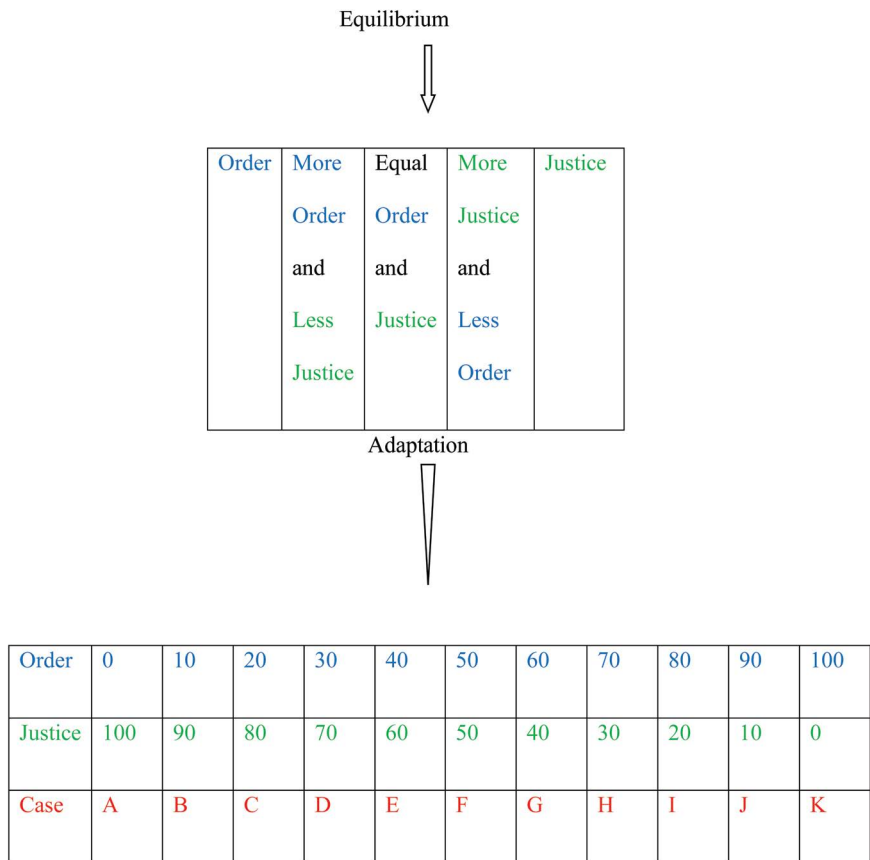 Equilibrium
Order More Equal More Justice
Order Order Justice
and and and
Less Justice Less
Justice Order
Adaptation
Order 0 10 20 30 40 50 60 70 80 90 100
Justice 100 90 80 70 60 50 40 30 20 10 0
Case A B C D E F G H I J K